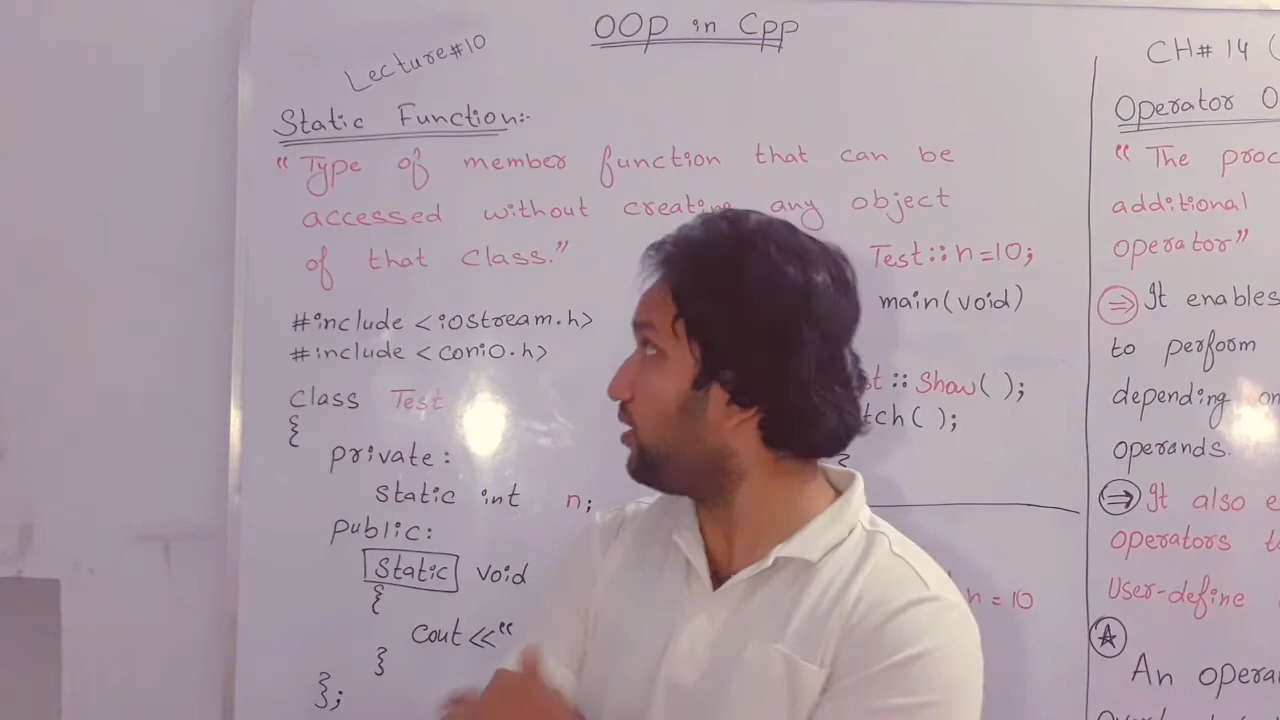 OOP in Cpp
Lecture#10
Static Function:-
"Type of member function that can be
accessed without creating any object
of that class."
#include <iostream.h>
#include <conio.h>
class Test
{
private:
static int n;
public:
static void
{
cout<<"
}
};
Test::n=10;
main(void)
::Show( );
( );
n = 10
CH# 14 (
Operator O
"The proc
additional
operator"
⇒ It enables
to perform
depending on
operands.
⇒ It also e
operators to
User-define
An opera